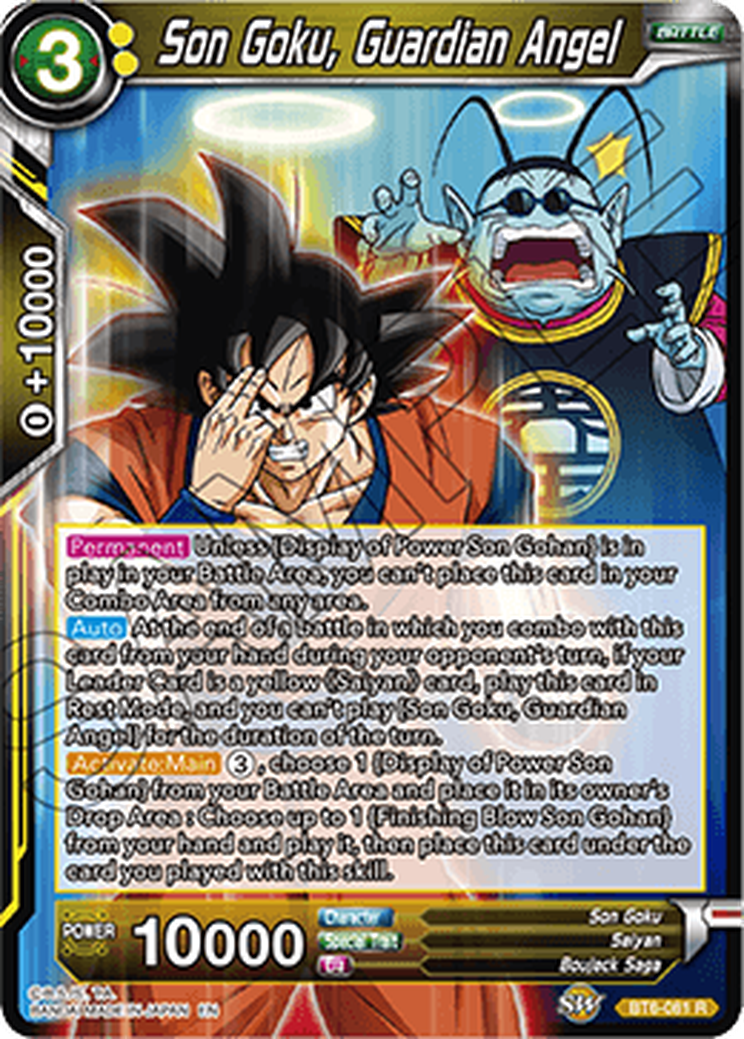 3
Son Goku, Guardian Angel
BATTLE
0 +10000
Permanent Unless {Display of Power Son Gohan} is in
play in your Battle Area, you can't place this card in your
Combo Area from any area.
Auto At the end of a battle in which you combo with this
card from your hand during your opponent's turn, if your
Leader Card is a yellow 《Saiyan》 card, play this card in
Rest Mode, and you can't play {Son Goku, Guardian
Angel} for the duration of the turn.
Activate:Main ③, choose 1 {Display of Power Son
Gohan} from your Battle Area and place it in its owner's
Drop Area : Choose up to 1 {Finishing Blow Son Gohan}
from your hand and play it, then place this card under the
card you played with this skill.
POWER 10000
Character Son Goku
Special Trait Saiyan
Era Boujack Saga
BANDAI MADE IN JAPAN EN
BT6-061 R